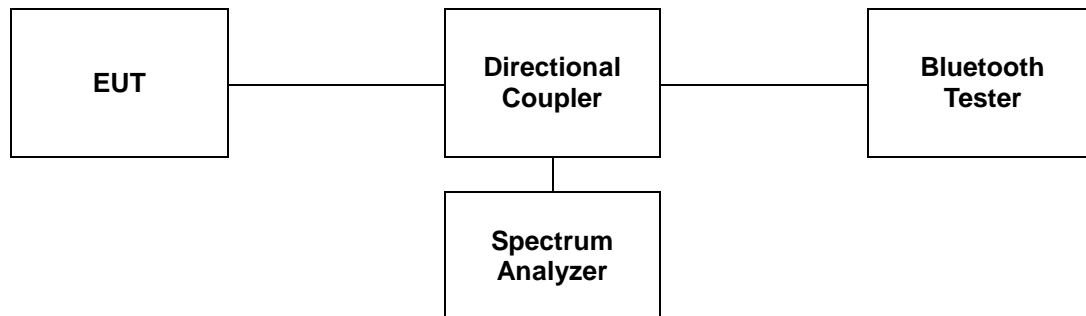 EUT
Directional
Coupler
Bluetooth
Tester
Spectrum
Analyzer